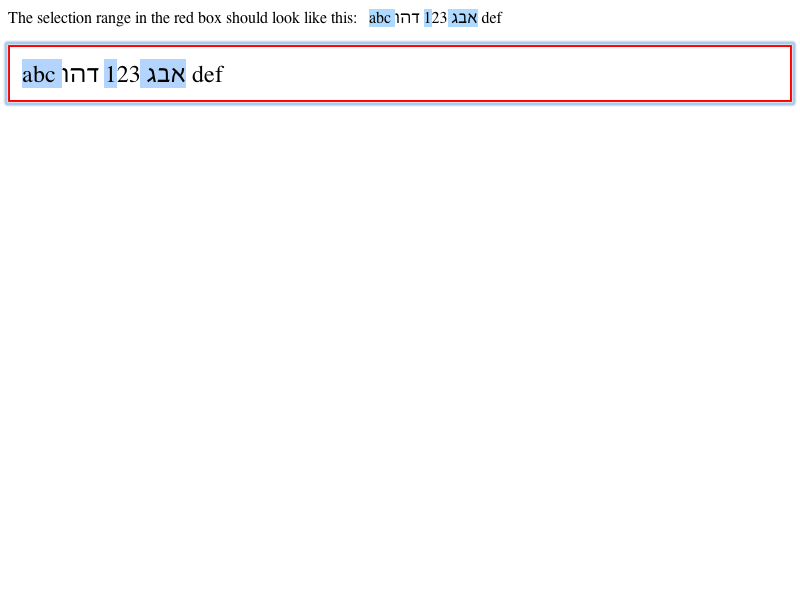 The selection range in the red box should look like this: abc אבג 123 דהו def
abc אבג 123 דהו def